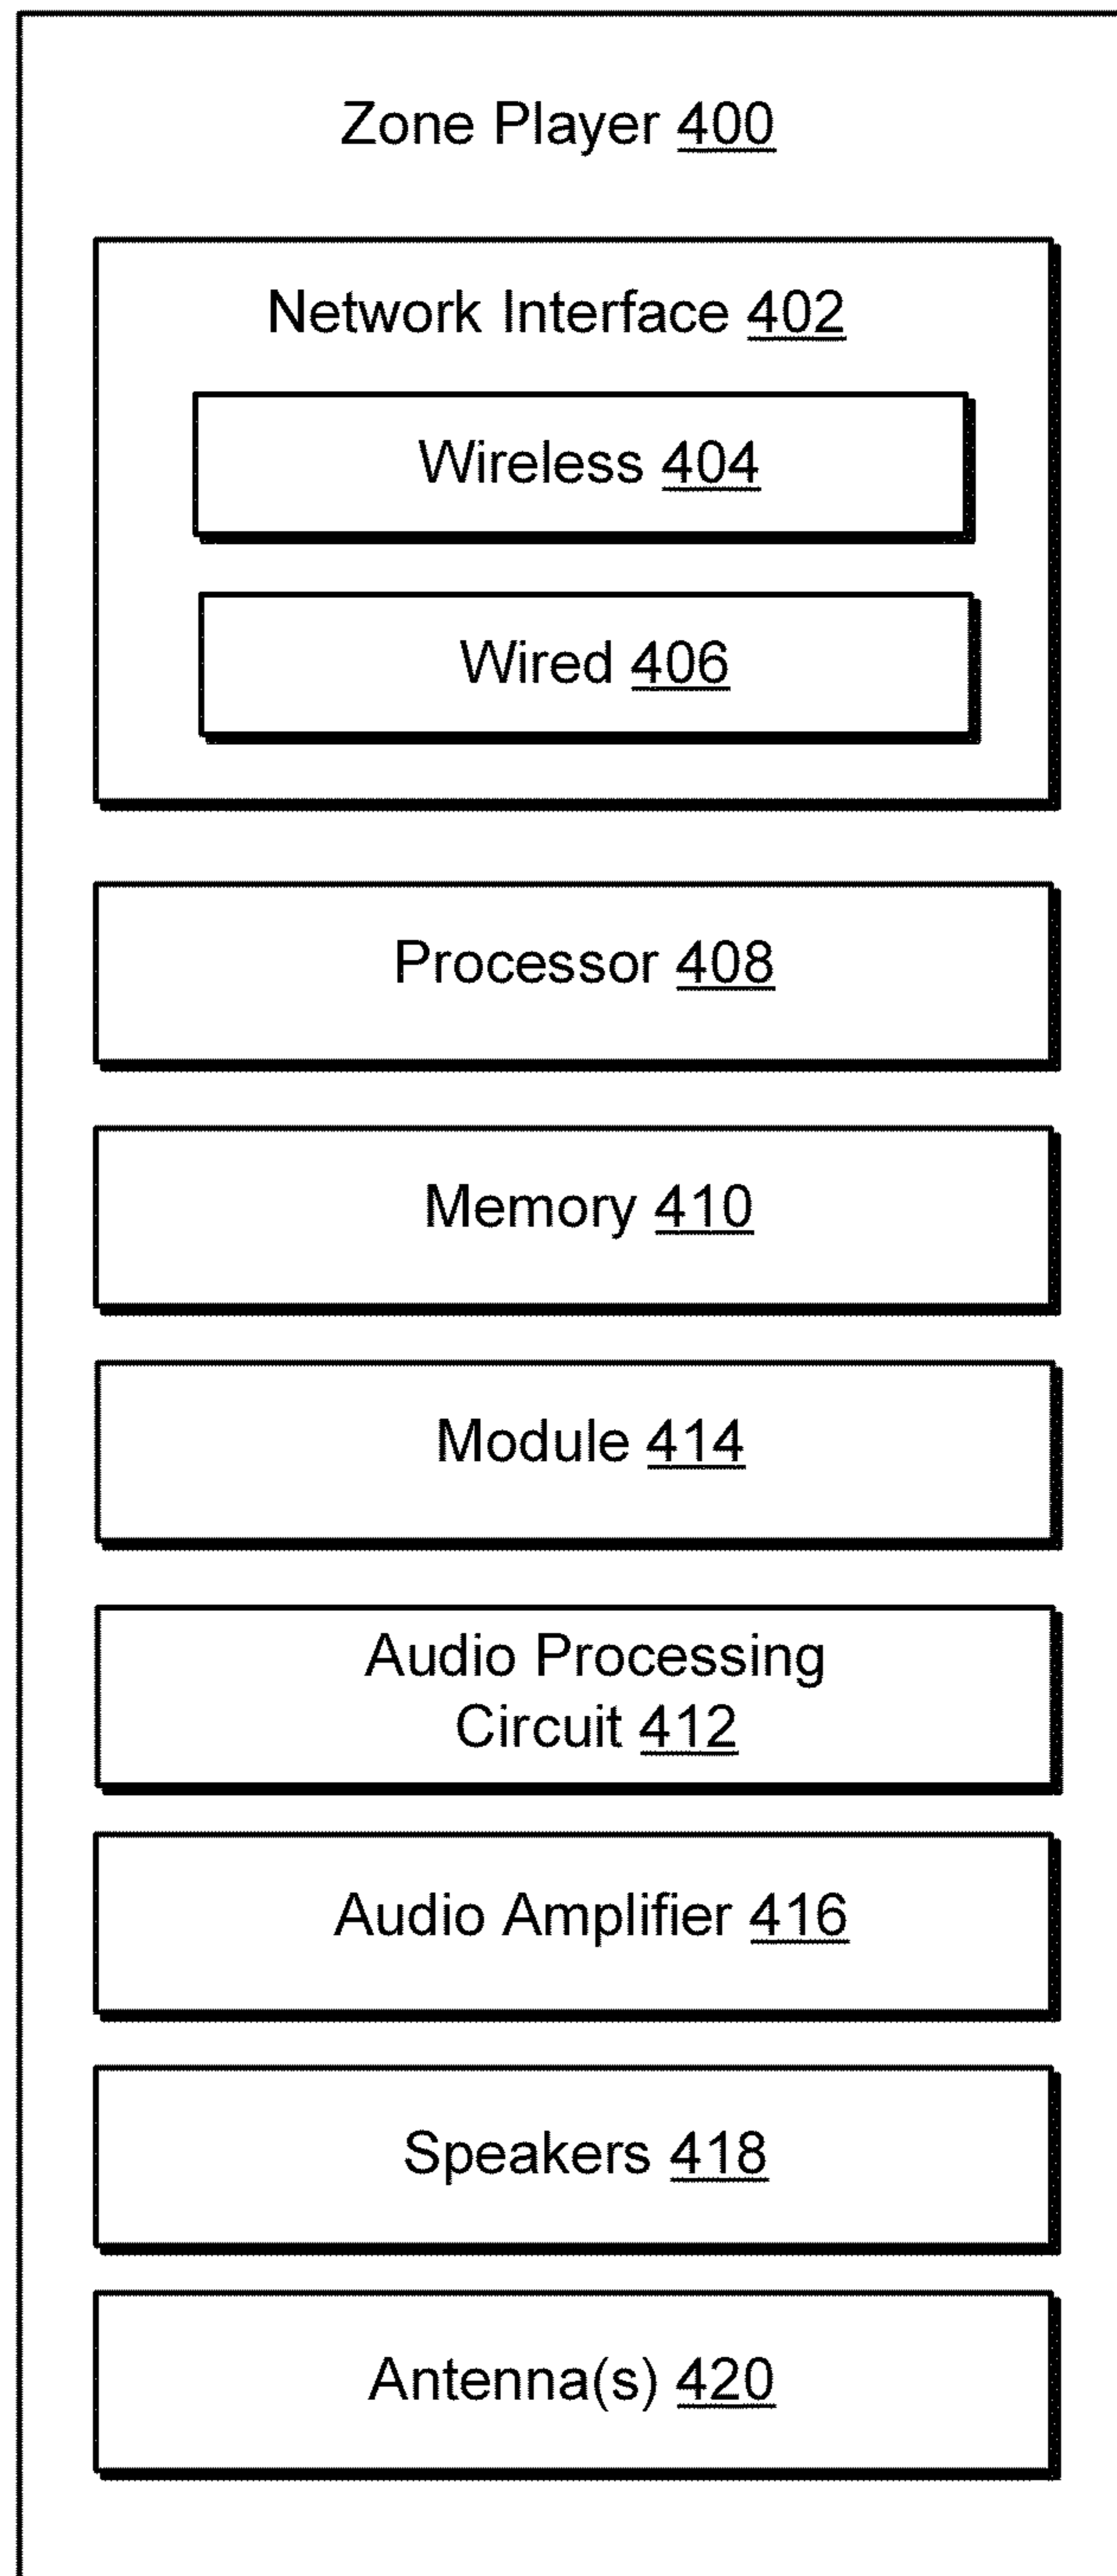 Zone Player 400
Network Interface 402
Wireless 404
Wired 406
Processor 408
Memory 410
Module 414
Audio Processing
Circuit 412
Audio Amplifier 416
Speakers 418
Antenna(s) 420